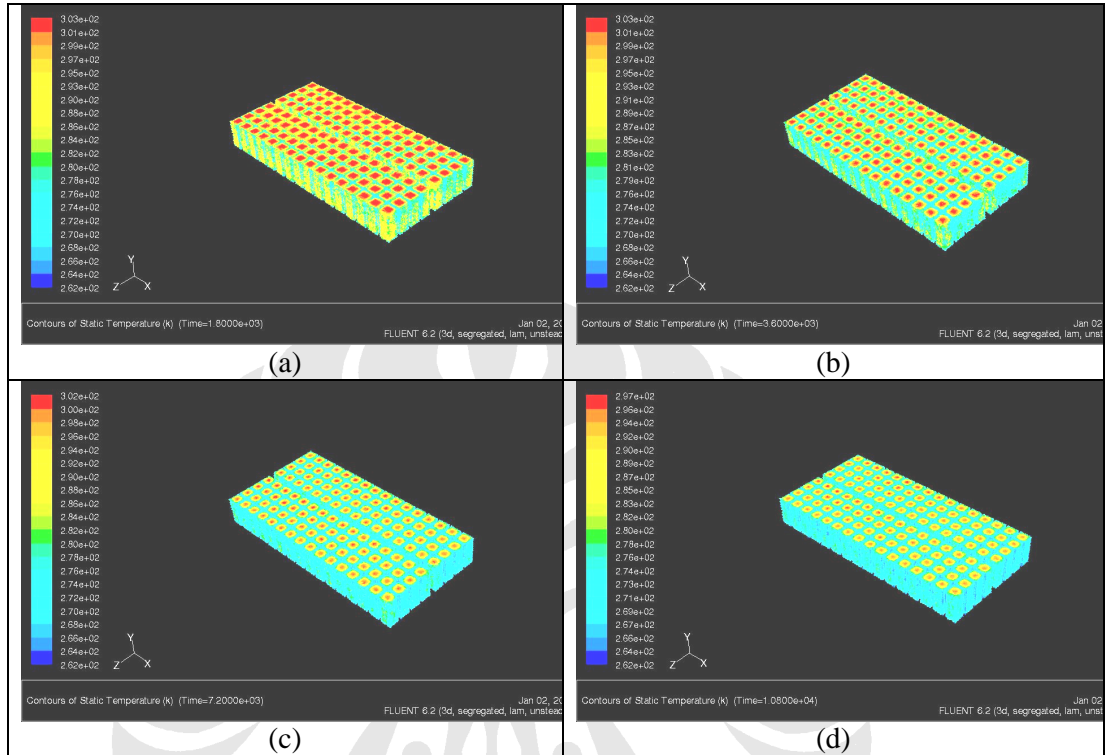 3.03e+02
3.01e+02
2.99e+02
2.97e+02
2.95e+02
2.93e+02
2.90e+02
2.88e+02
2.86e+02
2.84e+02
2.82e+02
2.80e+02
2.78e+02
2.76e+02
2.74e+02
2.72e+02
2.70e+02
2.68e+02
2.66e+02
2.64e+02
2.62e+02
Y
Z X
Contours of Static Temperature (k) (Time=1.8000e+03)
Jan 02, 20
FLUENT 6.2 (3d, segregated, lam, unstead
(a)
3.03e+02
3.01e+02
2.99e+02
2.97e+02
2.95e+02
2.93e+02
2.91e+02
2.89e+02
2.87e+02
2.85e+02
2.83e+02
2.81e+02
2.79e+02
2.76e+02
2.74e+02
2.72e+02
2.70e+02
2.68e+02
2.66e+02
2.64e+02
2.62e+02
Y
Z X
Contours of Static Temperature (k) (Time=3.6000e+03)
Jan 02
FLUENT 6.2 (3d, segregated, lam, unst
(b)
3.02e+02
3.00e+02
2.98e+02
2.96e+02
2.94e+02
2.92e+02
2.90e+02
2.88e+02
2.86e+02
2.84e+02
2.82e+02
2.80e+02
2.78e+02
2.76e+02
2.74e+02
2.72e+02
2.70e+02
2.68e+02
2.66e+02
2.64e+02
2.62e+02
Y
Z X
Contours of Static Temperature (k) (Time=7.2000e+03)
Jan 02, 20
FLUENT 6.2 (3d, segregated, lam, unstead
(c)
2.97e+02
2.96e+02
2.94e+02
2.92e+02
2.89e+02
2.87e+02
2.85e+02
2.83e+02
2.82e+02
2.80e+02
2.78e+02
2.76e+02
2.74e+02
2.73e+02
2.71e+02
2.69e+02
2.67e+02
2.66e+02
2.64e+02
2.62e+02
Y
Z X
Contours of Static Temperature (k) (Time=1.0800e+04)
Jan 02
FLUENT 6.2 (3d, segregated, lam, unst
(d)